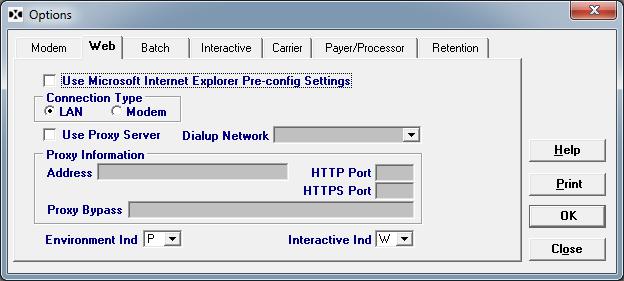 Options
Modem Web Batch Interactive Carrier Payer/Processor Retention
Use Microsoft Internet Explorer Pre-config Settings
Connection Type
LAN Modem
Use Proxy Server Dialup Network
Proxy Information
Address HTTP Port
HTTPS Port
Proxy Bypass
Environment Ind P Interactive Ind W
Help
Print
OK
Close